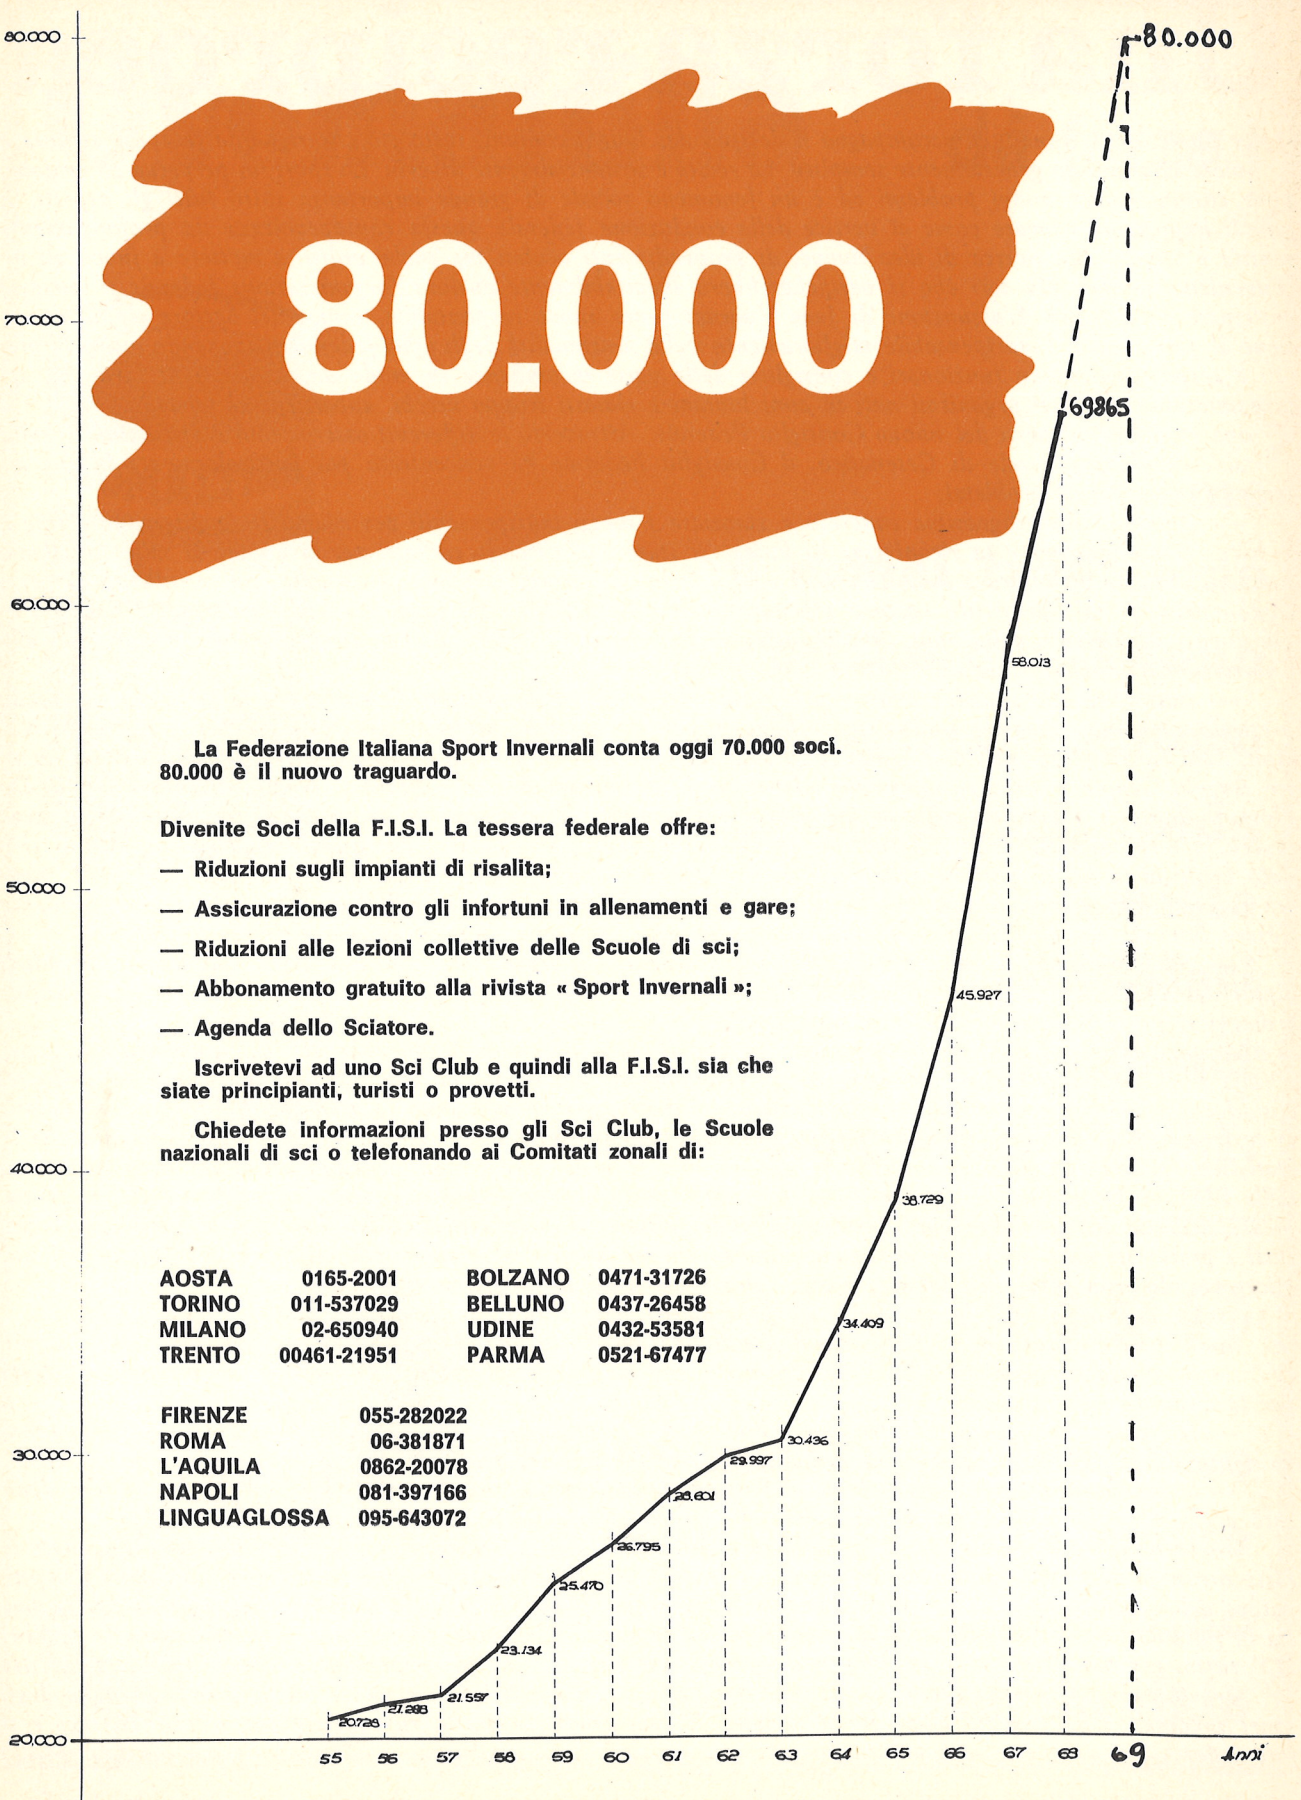 80.000
80.000
80.000
70.000
69865
60.000
58.013
La Federazione Italiana Sport Invernali conta oggi 70.000 soci.
80.000 è il nuovo traguardo.
Divenite Soci della F.I.S.I. La tessera federale offre:
— Riduzioni sugli impianti di risalita;
50.000
— Assicurazione contro gli infortuni in allenamenti e gare;
— Riduzioni alle lezioni collettive delle Scuole di sci;
— Abbonamento gratuito alla rivista « Sport Invernali »;
45.927
— Agenda dello Sciatore.
Iscrivetevi ad uno Sci Club e quindi alla F.I.S.I. sia che
siate principianti, turisti o provetti.
Chiedete informazioni presso gli Sci Club, le Scuole
nazionali di sci o telefonando ai Comitati zonali di:
40.000
38.729
AOSTA 0165-2001 BOLZANO 0471-31726
TORINO 011-537029 BELLUNO 0437-26458
MILANO 02-650940 UDINE 0432-53581
TRENTO 00461-21951 PARMA 0521-67477
34.409
FIRENZE 055-282022
ROMA 06-381871
30.436
30.000
29.997
L'AQUILA 0862-20078
NAPOLI 081-397166
28.601
LINGUAGLOSSA 095-643072
26.795
25.470
23.134
21.557
21.288
20.728
20.000
55 56 57 58 59 60 61 62 63 64 65 66 67 68 69 Anni